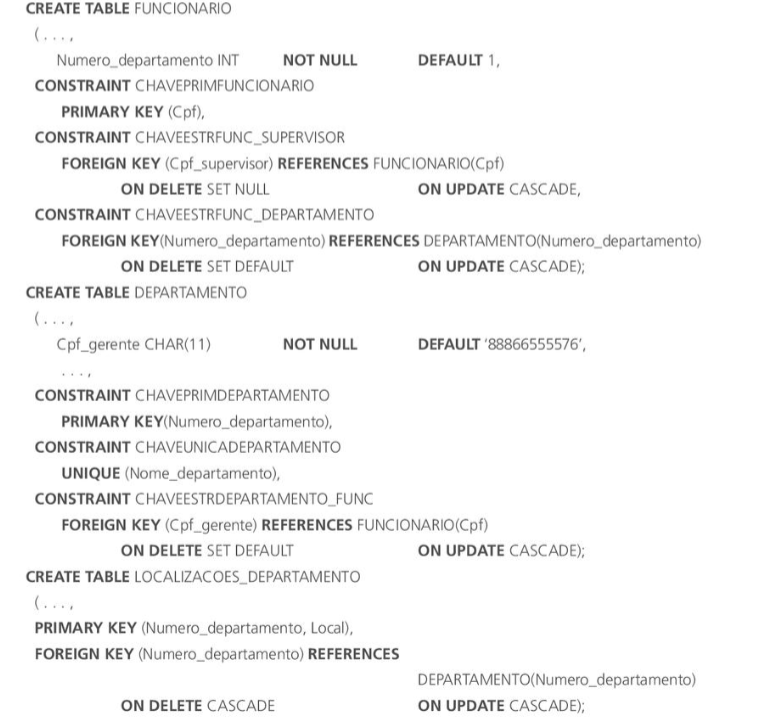 CREATE TABLE FUNCIONARIO
( . . . ,
Numero_departamento INT NOT NULL DEFAULT 1,
CONSTRAINT CHAVEPRIMFUNCIONARIO
PRIMARY KEY (Cpf),
CONSTRAINT CHAVEESTRFUNC_SUPERVISOR
FOREIGN KEY (Cpf_supervisor) REFERENCES FUNCIONARIO(Cpf)
ON DELETE SET NULL ON UPDATE CASCADE,
CONSTRAINT CHAVEESTRFUNC_DEPARTAMENTO
FOREIGN KEY(Numero_departamento) REFERENCES DEPARTAMENTO(Numero_departamento)
ON DELETE SET DEFAULT ON UPDATE CASCADE);
CREATE TABLE DEPARTAMENTO
( . . . ,
Cpf_gerente CHAR(11) NOT NULL DEFAULT ‘88866555576’,
. . . ,
CONSTRAINT CHAVEPRIMDEPARTAMENTO
PRIMARY KEY(Numero_departamento),
CONSTRAINT CHAVEUNICADEPARTAMENTO
UNIQUE (Nome_departamento),
CONSTRAINT CHAVEESTRDEPARTAMENTO_FUNC
FOREIGN KEY (Cpf_gerente) REFERENCES FUNCIONARIO(Cpf)
ON DELETE SET DEFAULT ON UPDATE CASCADE);
CREATE TABLE LOCALIZACOES_DEPARTAMENTO
( . . . ,
PRIMARY KEY (Numero_departamento, Local),
FOREIGN KEY (Numero_departamento) REFERENCES
DEPARTAMENTO(Numero_departamento)
ON DELETE CASCADE ON UPDATE CASCADE);